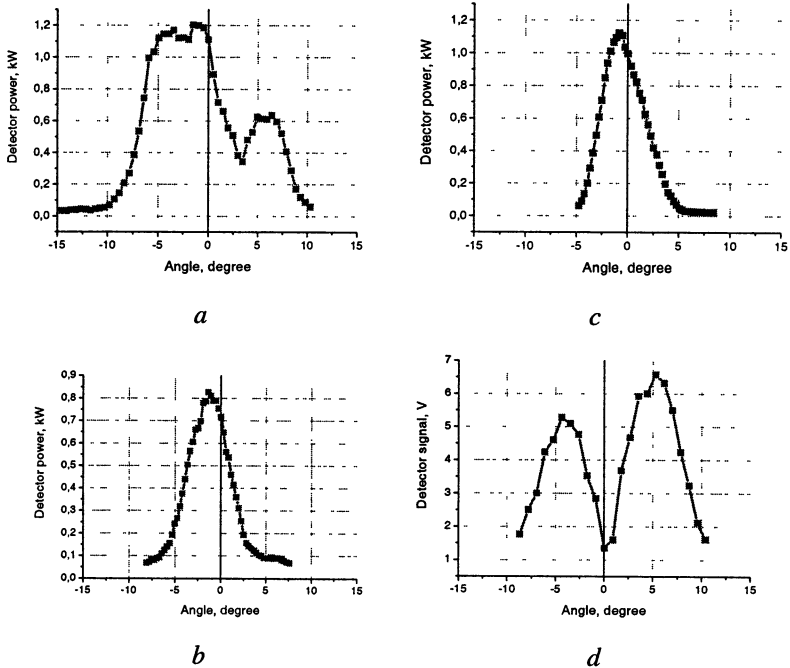 Detector power, kW
1,2
1,0
0,8
0,6
0,4
0,2
0,0
-15 -10 -5 0 5 10 15
Angle, degree
a
Detector power, kW
1,2
1,0
0,8
0,6
0,4
0,2
0,0
-15 -10 -5 0 5 10 15
Angle, degree
c
Detector power, kW
0,9
0,8
0,7
0,6
0,5
0,4
0,3
0,2
0,1
0,0
-15 -10 -5 0 5 10 15
Angle, degree
b
Detector signal, V
7
6
5
4
3
2
1
-15 -10 -5 0 5 10 15
Angle, degree
d